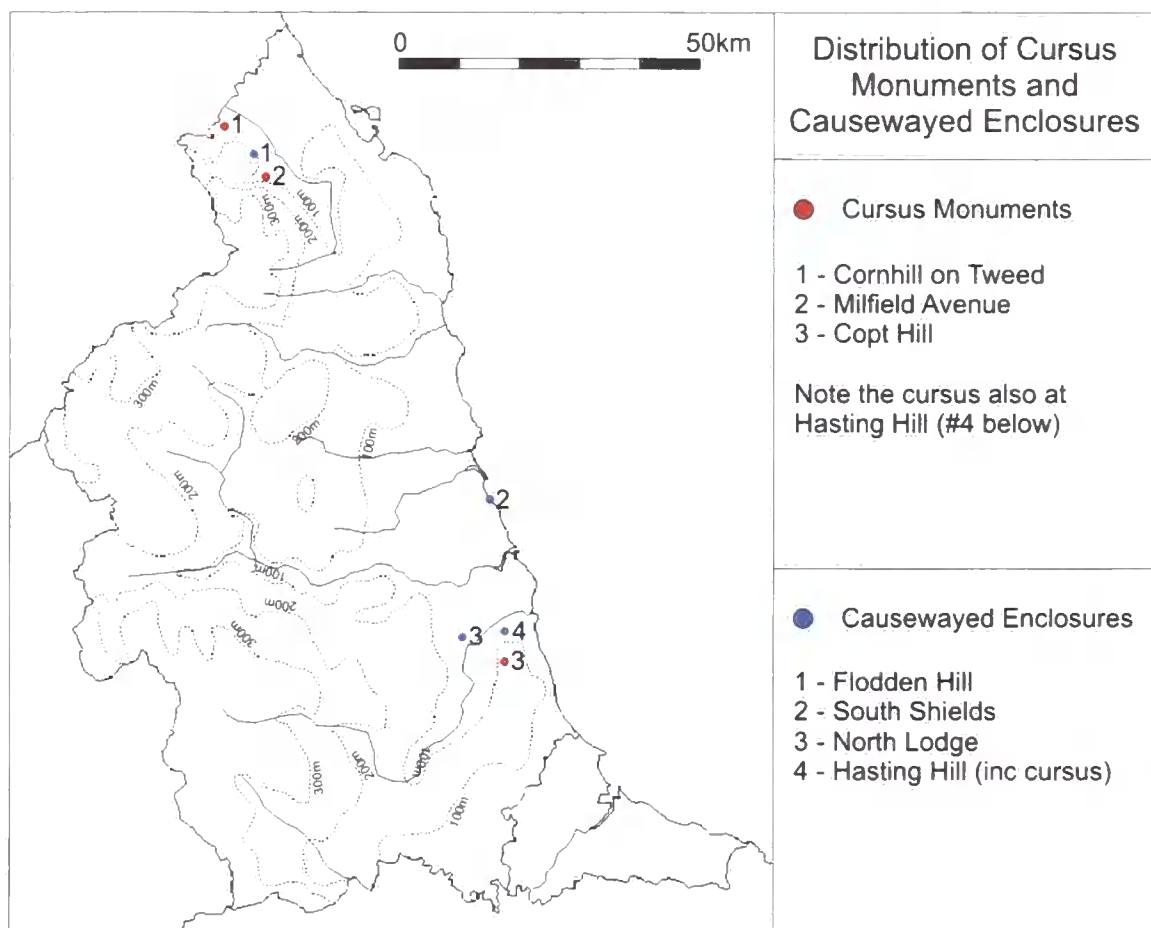 0 50km
1
1
2
100m
300m
200m
300m
300m
100m
200m
2
100m
200m
300m
3
4
3
100m
200m
300m
100m
Distribution of Cursus
Monuments and
Causewayed Enclosures
Cursus Monuments
1 - Cornhill on Tweed
2 - Milfield Avenue
3 - Copt Hill
Note the cursus also at
Hasting Hill (#4 below)
Causewayed Enclosures
1 - Flodden Hill
2 - South Shields
3 - North Lodge
4 - Hasting Hill (inc cursus)